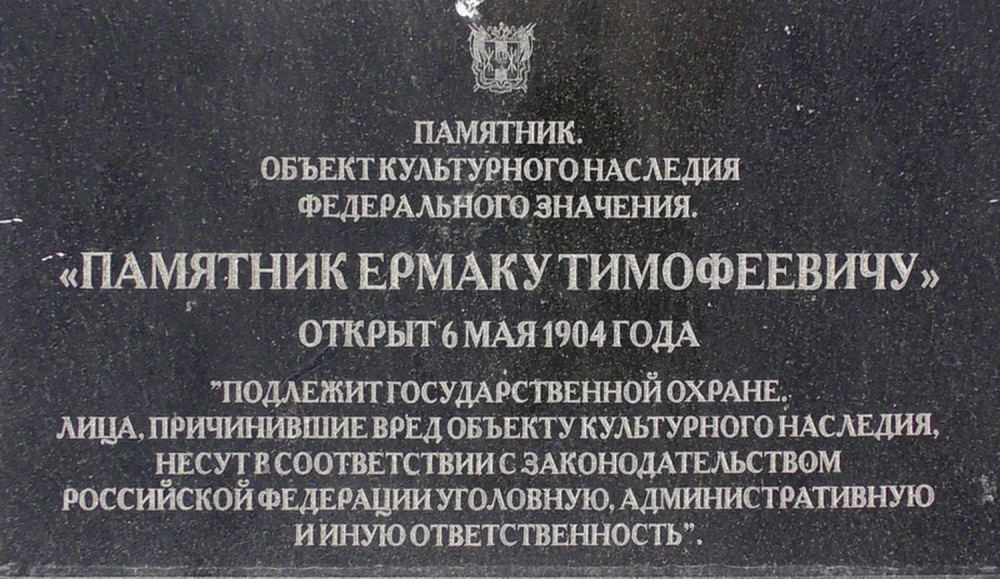 ПАМЯТНИК.
ОБЪЕКТ КУЛЬТУРНОГО НАСЛЕДИЯ
ФЕДЕРАЛЬНОГО ЗНАЧЕНИЯ.
«ПАМЯТНИК ЕРМАКУ ТИМОФЕЕВИЧУ»
ОТКРЫТ 6 МАЯ 1904 ГОДА
"ПОДЛЕЖИТ ГОСУДАРСТВЕННОЙ ОХРАНЕ.
ЛИЦА, ПРИЧИНИВШИЕ ВРЕД ОБЪЕКТУ КУЛЬТУРНОГО НАСЛЕДИЯ,
НЕСУТ В СООТВЕТСТВИИ С ЗАКОНОДАТЕЛЬСТВОМ
РОССИЙСКОЙ ФЕДЕРАЦИИ УГОЛОВНУЮ, АДМИНИСТРАТИВНУЮ
И ИНУЮ ОТВЕТСТВЕННОСТЬ".